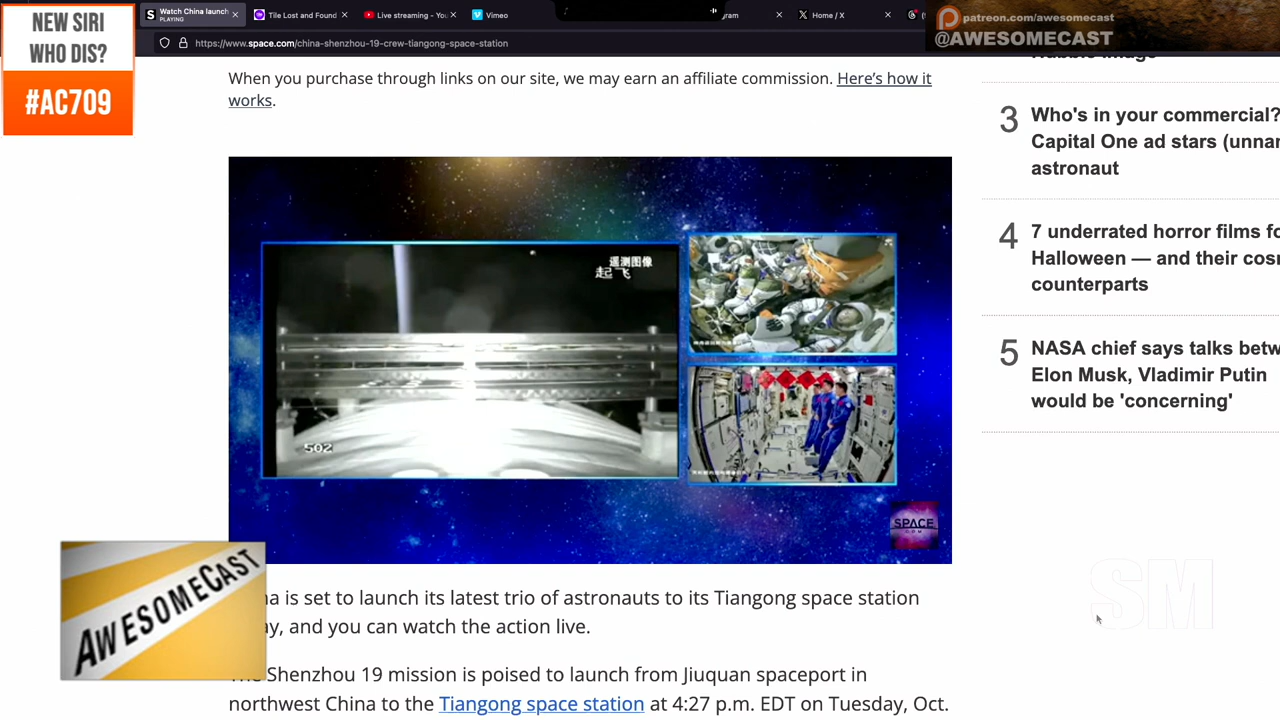 NEW SIRI
WHO DIS?
#AC709
Watch China launch
PLAYING
Tile Lost and Found
Live streaming - You
Vimeo
gram
Home / X
patreon.com/awesomecast
@AWESOMECAST
https://www.space.com/china-shenzhou-19-crew-tiangong-space-station
When you purchase through links on our site, we may earn an affiliate commission. Here's how it
works.
Hubble image
3
Who's in your commercial?
Capital One ad stars (unnar
astronaut
4
7 underrated horror films fo
Halloween — and their cosm
counterparts
5
NASA chief says talks betw
Elon Musk, Vladimir Putin
would be 'concerning'
遥测图像
起飞
502
SPACE
.COM
AWESOMECAST
SM
na is set to launch its latest trio of astronauts to its Tiangong space station
ay, and you can watch the action live.
The Shenzhou 19 mission is poised to launch from Jiuquan spaceport in
northwest China to the Tiangong space station at 4:27 p.m. EDT on Tuesday, Oct.